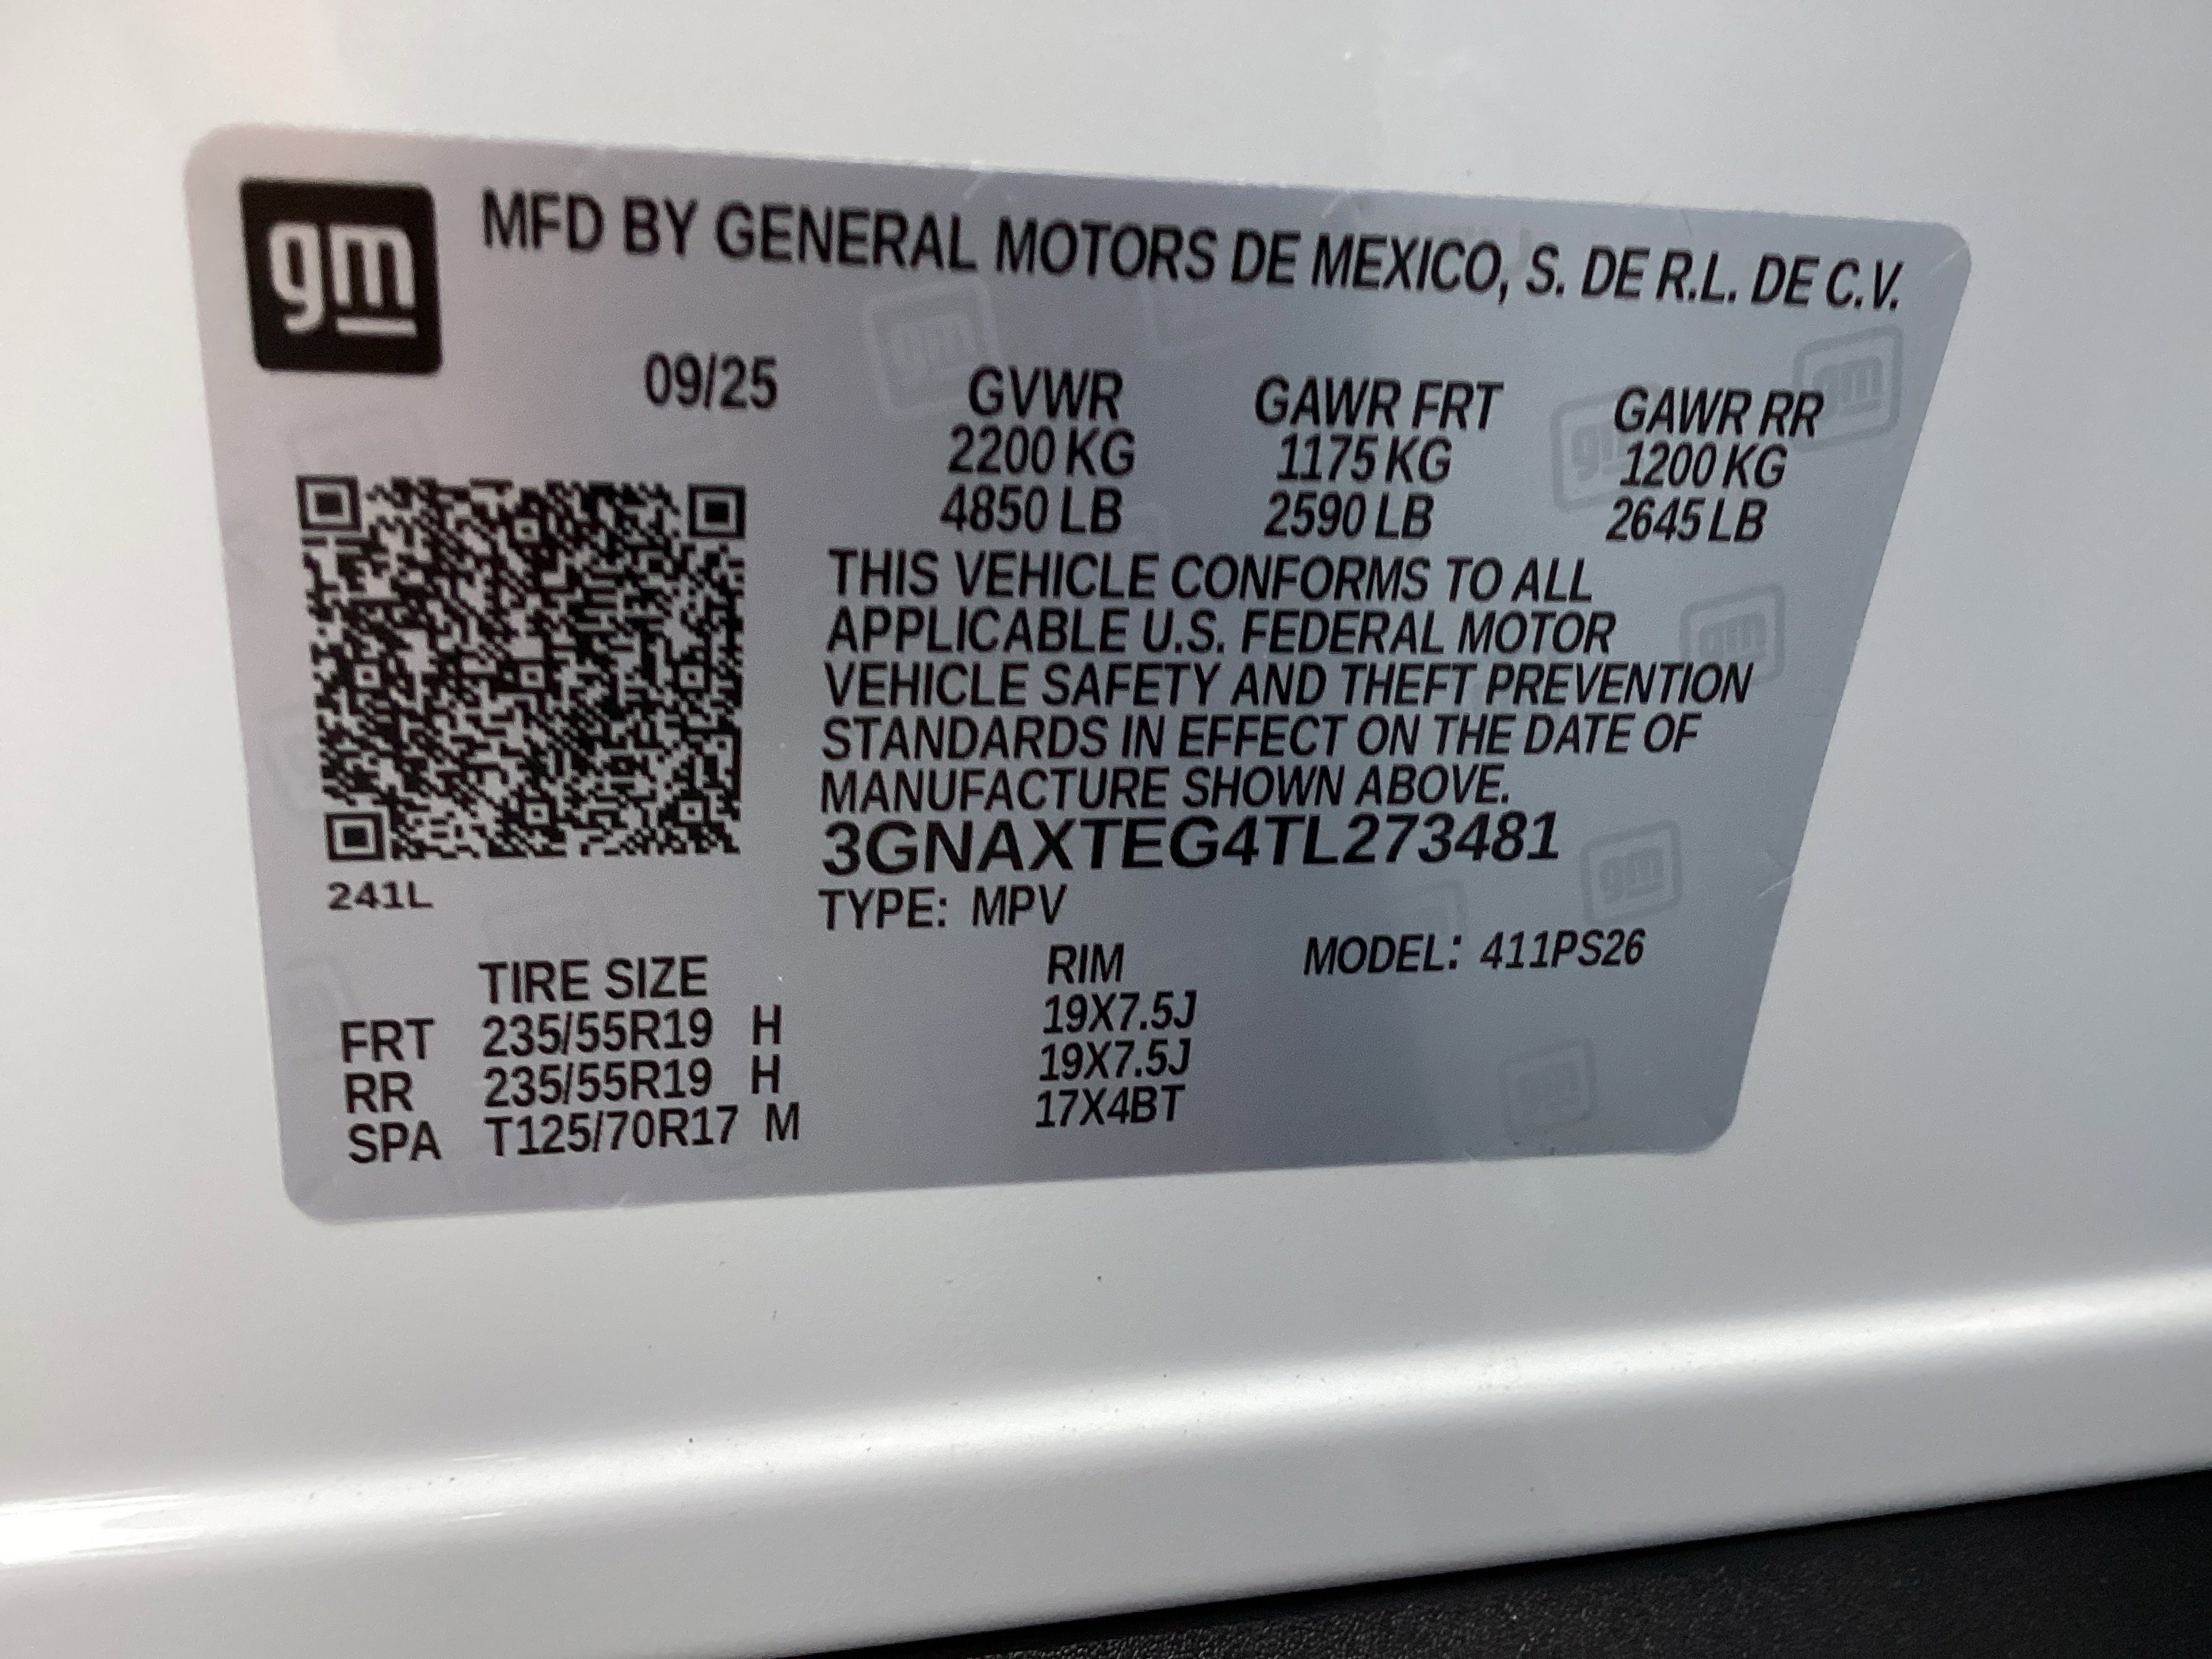 gm
MFD BY GENERAL MOTORS DE MEXICO, S. DE R.L. DE C.V.
09/25 GVWR GAWR FRT GAWR RR
2200 KG 1175 KG 1200 KG
4850 LB 2590 LB 2645 LB
THIS VEHICLE CONFORMS TO ALL
APPLICABLE U.S. FEDERAL MOTOR
VEHICLE SAFETY AND THEFT PREVENTION
STANDARDS IN EFFECT ON THE DATE OF
MANUFACTURE SHOWN ABOVE.
3GNAXTEG4TL273481
241L
TYPE: MPV
MODEL: 411PS26
TIRE SIZE RIM
FRT 235/55R19 H 19X7.5J
RR 235/55R19 H 19X7.5J
SPA T125/70R17 M 17X4BT